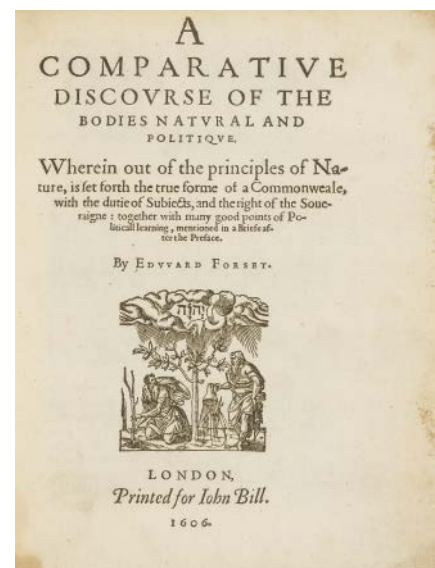 A
COMPARATIVE
DISCOVRSE OF THE
BODIES NATVRAL AND
POLITIQVE.
Wherein out of the principles of Na-
ture, is set forth the true forme of a Commonweale,
with the dutie of Subiects, and the right of the Soue-
raigne : together with many good points of Po-
liticall learning, mentioned in a Briefe af-
ter the Preface.
By EDVVARD FORSET.
יהוה
LONDON,
Printed for Iohn Bill.
1606.